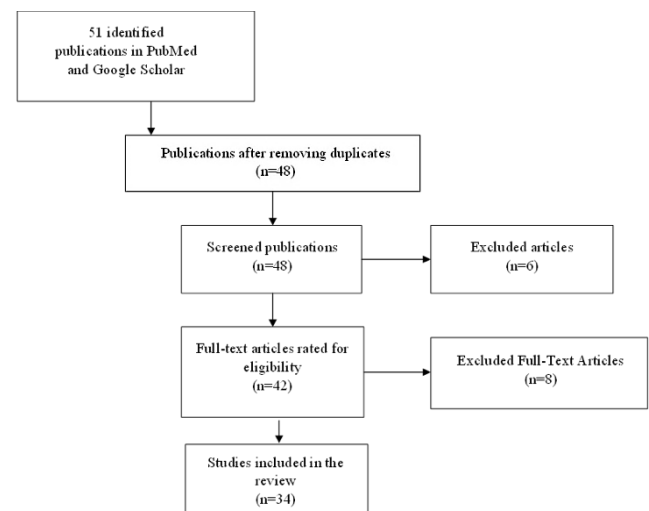 51 identified
publications in PubMed
and Google Scholar
Publications after removing duplicates
(n=48)
Screened publications
(n=48)
Excluded articles
(n=6)
Full-text articles rated for
eligibility
(n=42)
Excluded Full-Text Articles
(n=8)
Studies included in the
review
(n=34)